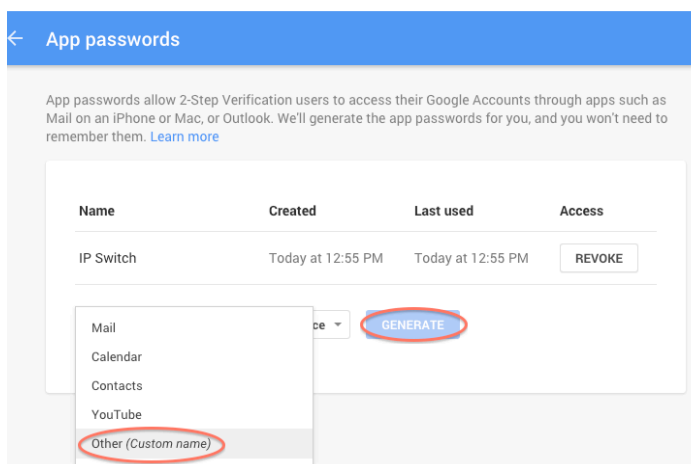 App passwords
App passwords allow 2-Step Verification users to access their Google Accounts through apps such as
Mail on an iPhone or Mac, or Outlook. We'll generate the app passwords for you, and you won't need to
remember them. Learn more
Name Created Last used Access
IP Switch Today at 12:55 PM Today at 12:55 PM REVOKE
Mail
GENERATE
Calendar
Contacts
YouTube
Other (Custom name)